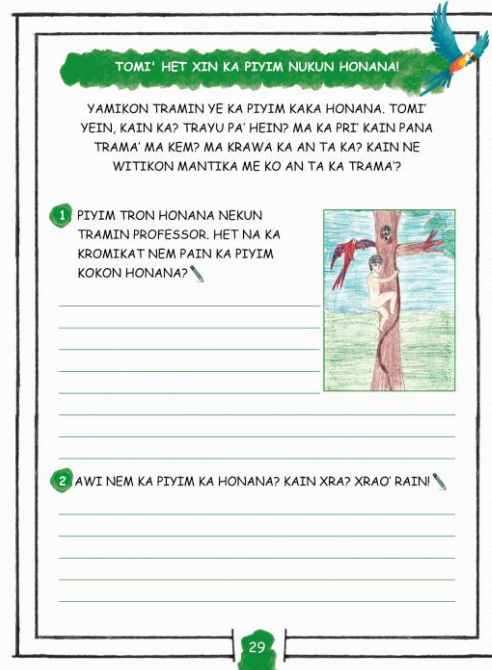 TOMI' HET XIN KA PIYIM NUKUN HONANA!
YAMIKON TRAMIN YE KA PIYIM KAKA HONANA. TOMI'
YEIN, KAIN KA? TRAYU PA' HEIN? MA KA PRI' KAIN PANA
TRAMA' MA KEM? MA KRAWA KA AN TA KA? KAIN NE
WITIKON MANTIKA ME KO AN TA KA TRAMA'?
1 PIYIM TRON HONANA NEKUN
TRAMIN PROFESSOR. HET NA KA
KROMIKAT NEM PAIN KA PIYIM
KOKON HONANA?
2 AWI NEM KA PIYIM KA HONANA? KAIN XRA? XRAO' RAIN!
29